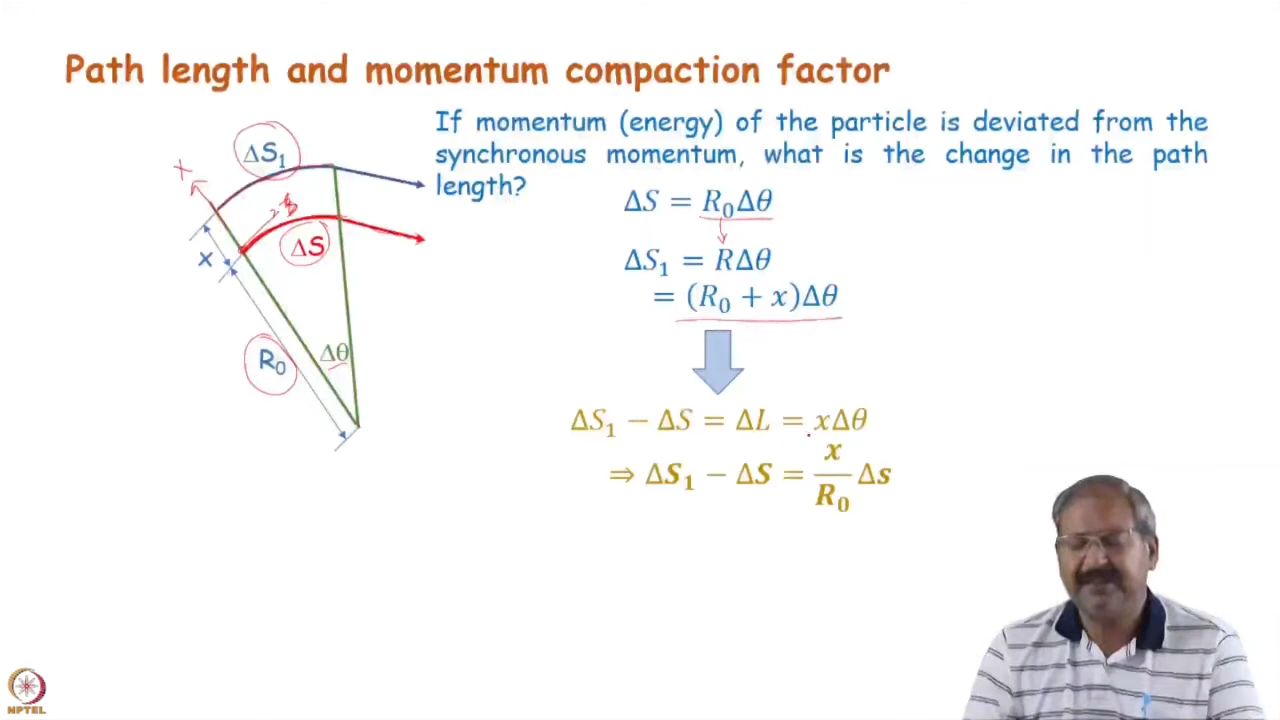 Path length and momentum compaction factor
If momentum (energy) of the particle is deviated from the
synchronous momentum, what is the change in the path
length?
ΔS = R₀Δθ
ΔS₁ = RΔθ
= (R₀ + x)Δθ
ΔS₁ − ΔS = ΔL = xΔθ
⇒ ΔS₁ − ΔS = x/R₀ Δs
ΔS₁
x
ΔS
x
Δθ
R₀
NPTEL